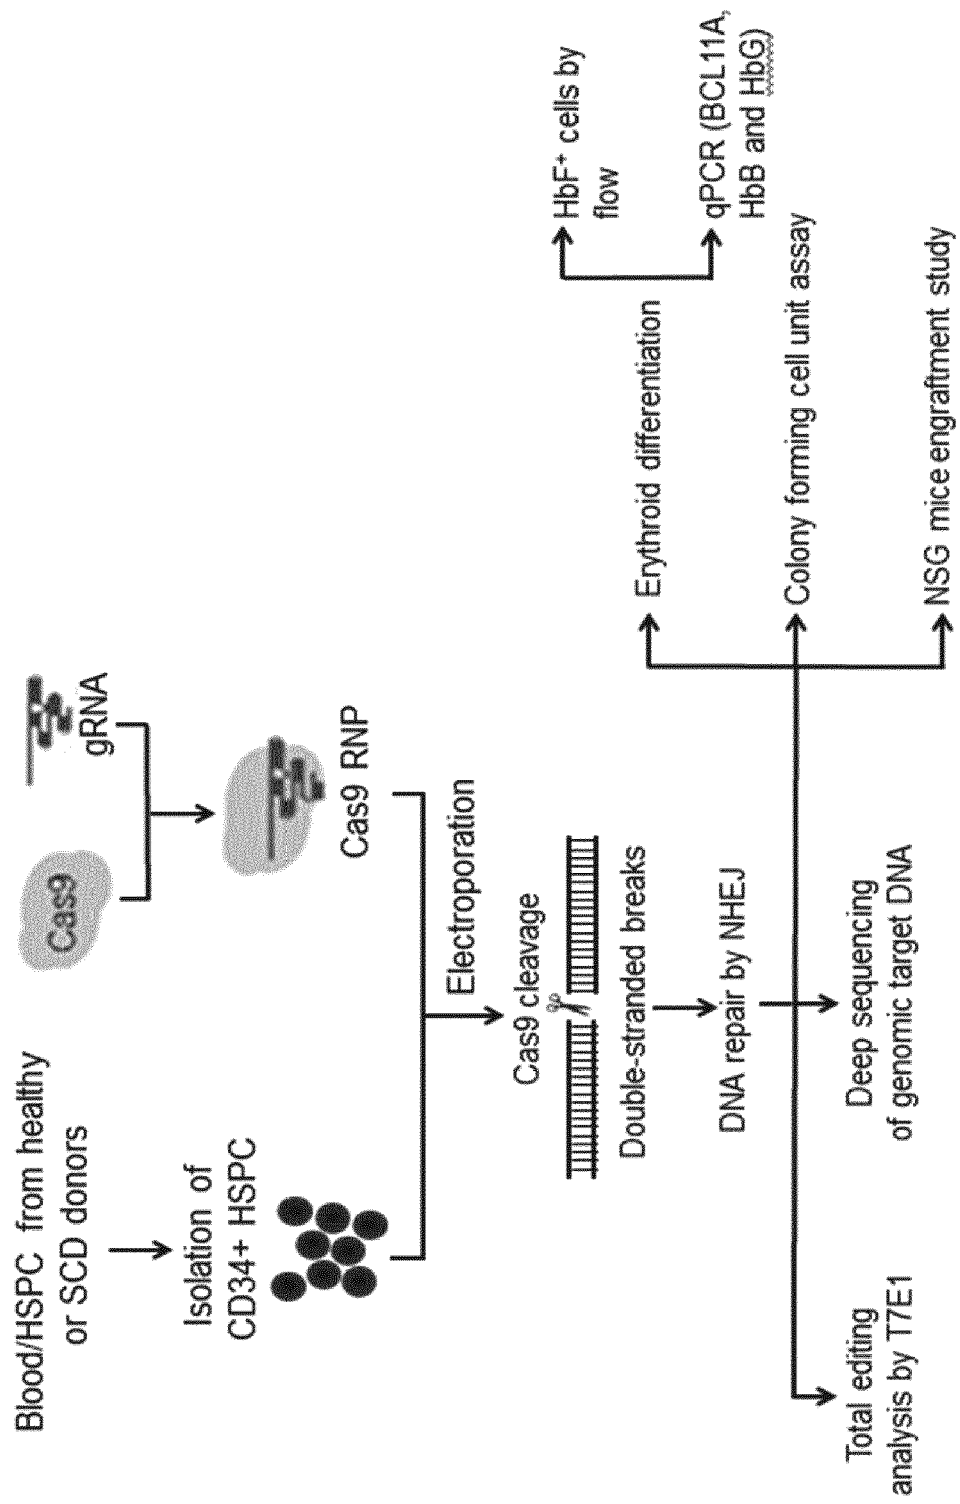 Blood/HSPC from healthy
or SCD donors
Cas9
gRNA
Isolation of
CD34+ HSPC
Cas9 RNP
Electroporation
Cas9 cleavage
Double-stranded breaks
DNA repair by NHEJ
Total editing
analysis by T7E1
Deep sequencing
of genomic target DNA
Erythroid differentiation
HbF+ cells by
flow
qPCR (BCL11A,
HbB and HbG)
Colony forming cell unit assay
NSG mice engraftment study